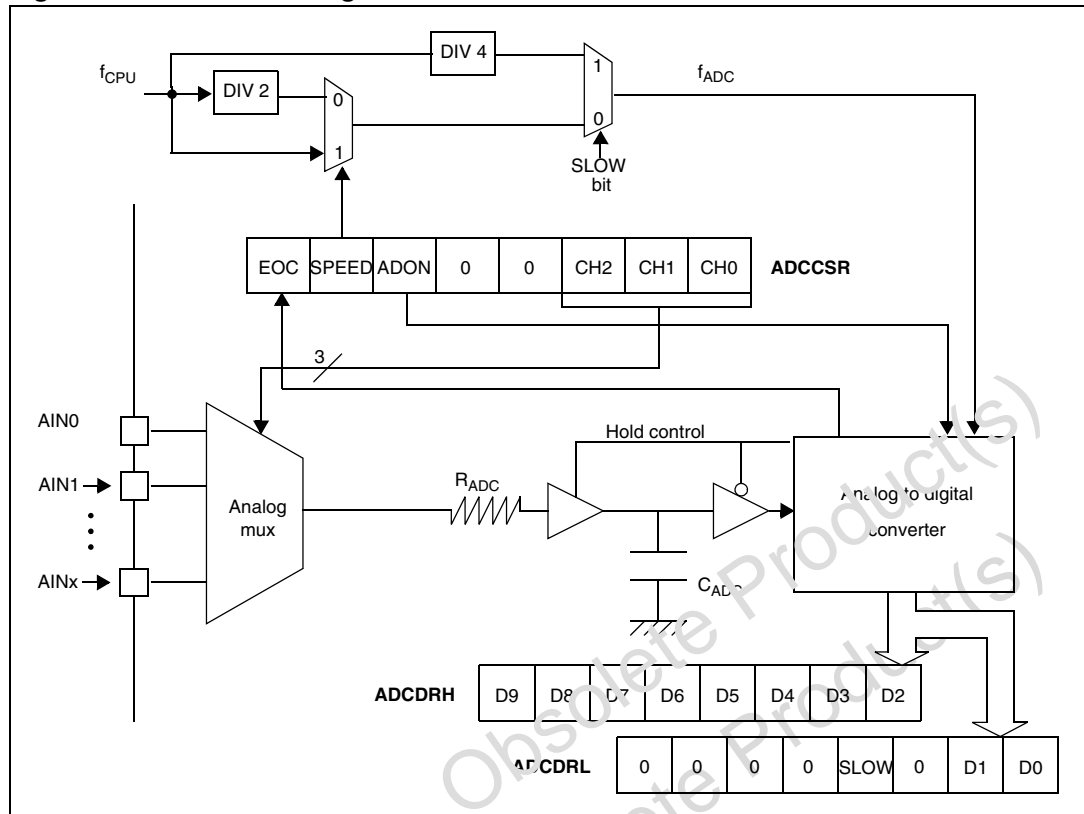 DIV 4
fCPU
DIV 2
0
1
1
0
fADC
SLOW
bit
EOC SPEED ADON 0 0 CH2 CH1 CH0 ADCCSR
3
AIN0
AIN1
AINx
Analog
mux
RADC
Hold control
CADC
Analog to digital
converter
ADCDRH D9 D8 D7 D6 D5 D4 D3 D2
ADCDRL 0 0 0 0 SLOW 0 D1 D0
Obsolete Product(s)